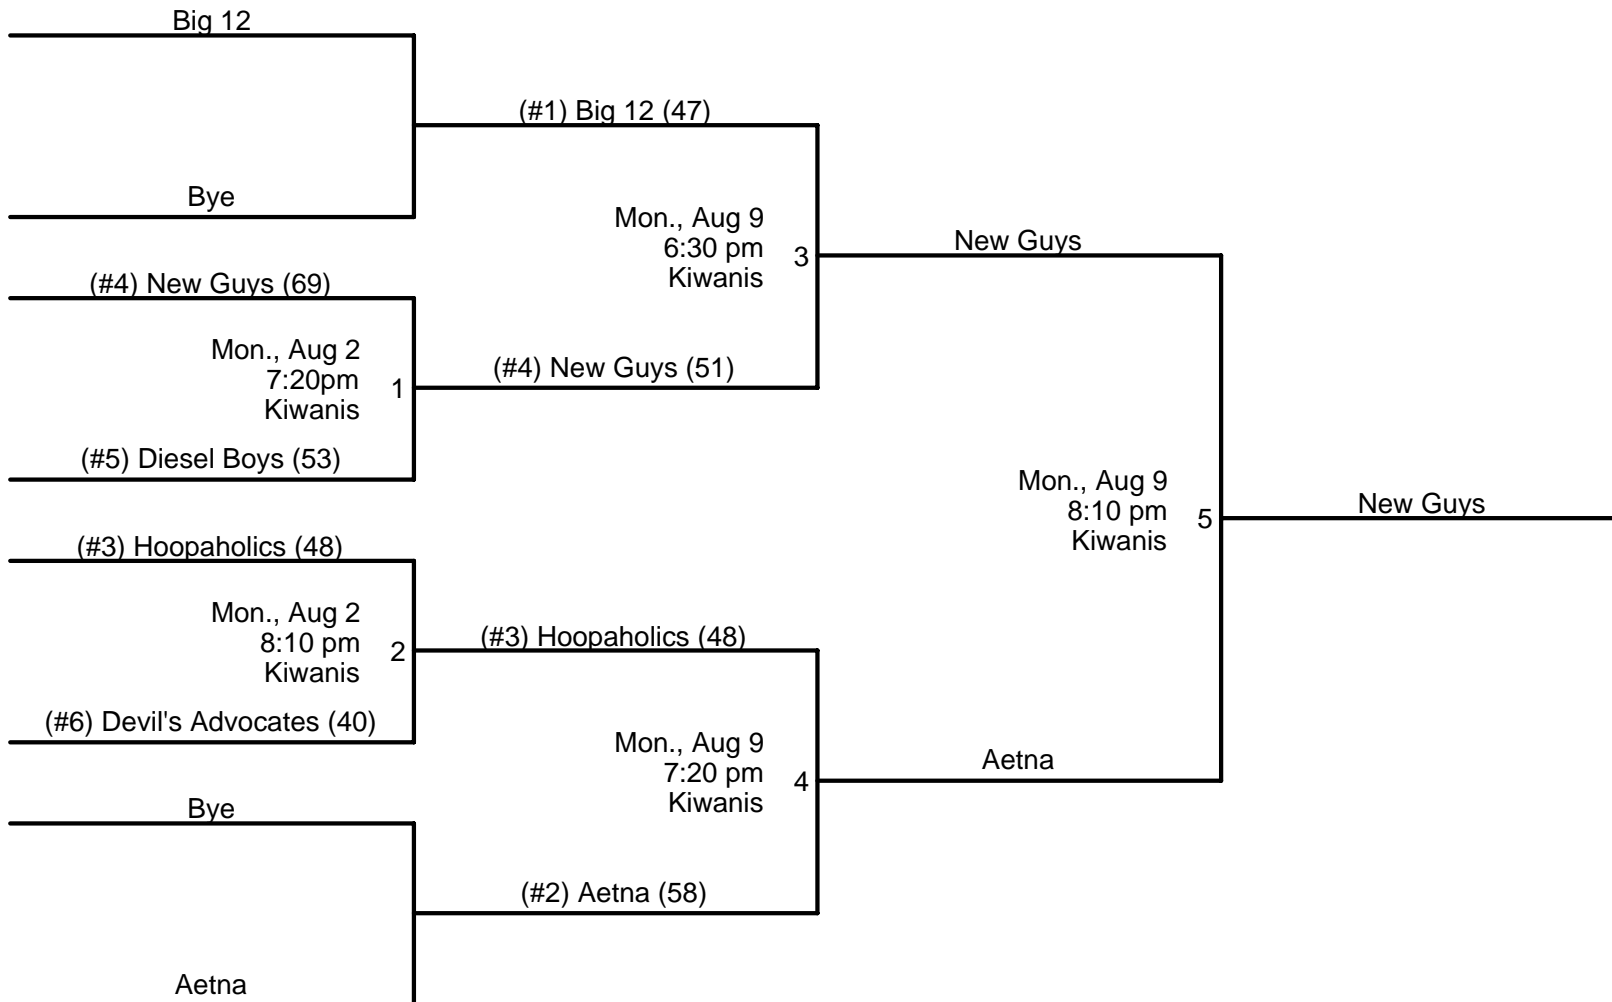 Big 12
(#1) Big 12 (47)
Bye
Mon., Aug 9
6:30 pm
Kiwanis
3
New Guys
(#4) New Guys (69)
Mon., Aug 2
7:20pm
Kiwanis
1
(#4) New Guys (51)
(#5) Diesel Boys (53)
Mon., Aug 9
8:10 pm
Kiwanis
5
New Guys
(#3) Hoopaholics (48)
Mon., Aug 2
8:10 pm
Kiwanis
2
(#3) Hoopaholics (48)
(#6) Devil's Advocates (40)
Mon., Aug 9
7:20 pm
Kiwanis
4
Aetna
Bye
(#2) Aetna (58)
Aetna